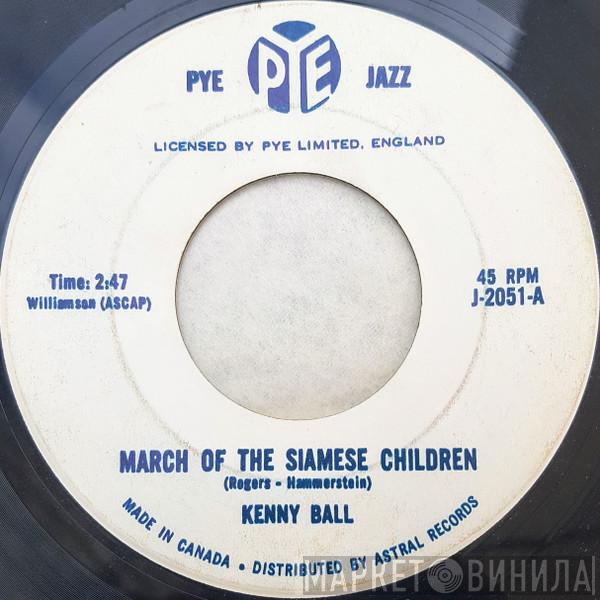 PYE PYE JAZZ
LICENSED BY PYE LIMITED, ENGLAND
Time: 2:47
Williamson (ASCAP)
45 RPM
J-2051-A
MARCH OF THE SIAMESE CHILDREN
(Rogers - Hammerstein)
KENNY BALL
MADE IN CANADA • DISTRIBUTED BY ASTRAL RECORDS
МАРКЕТ ВИНИЛА